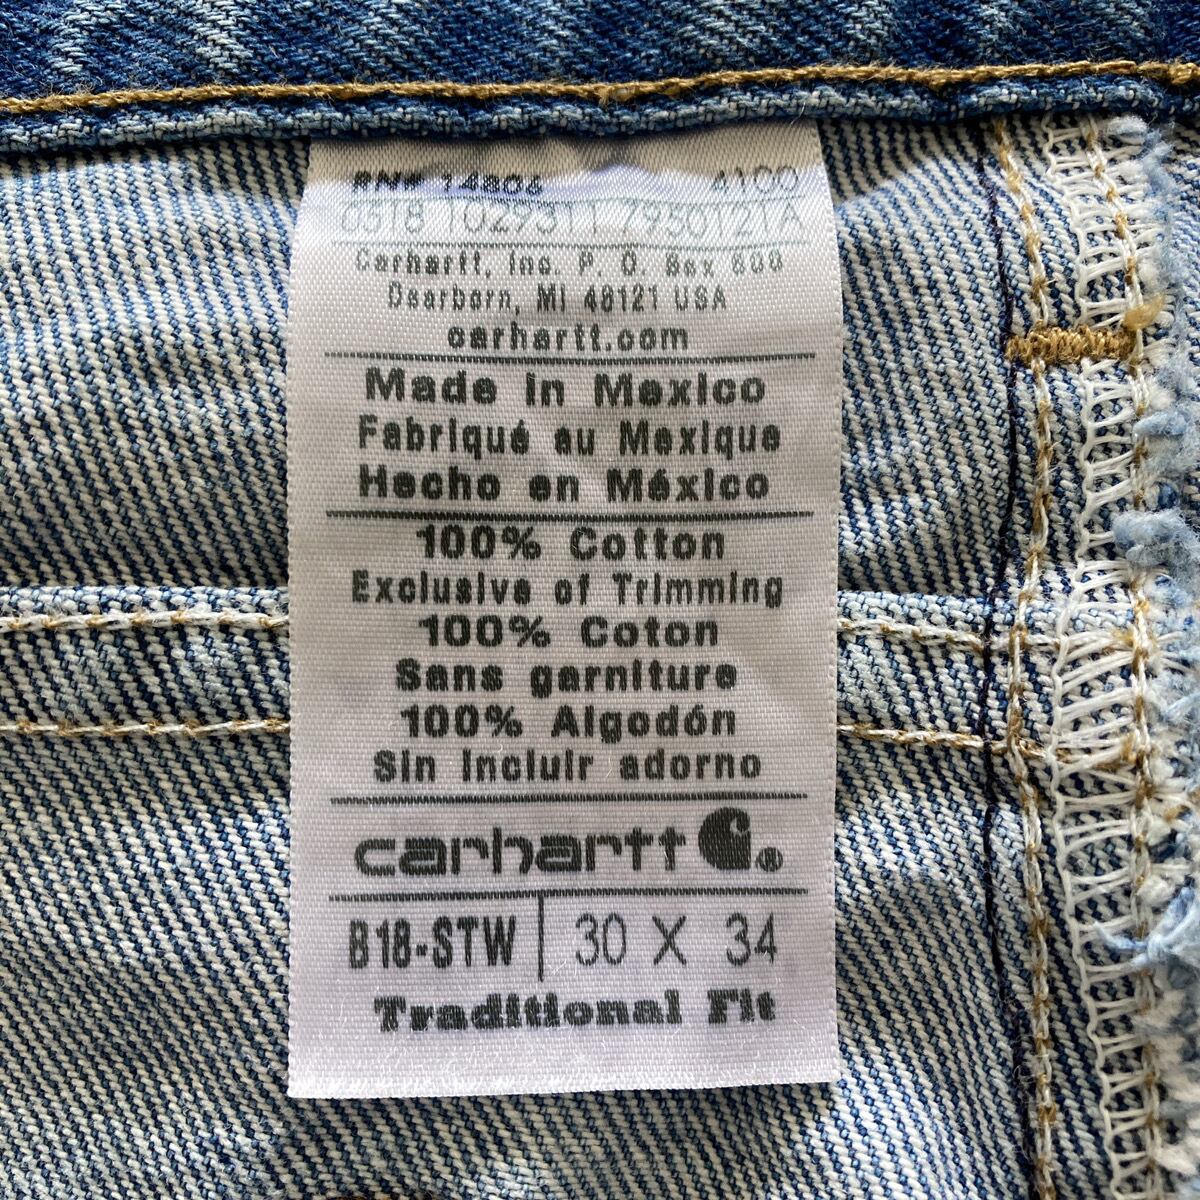 RN# 14806 4100
0518 102931 7950121A
Carhartt, Inc. P. O. Box 600
Dearborn, MI 48121 USA
carhartt.com
Made in Mexico
Fabriqué au Mexique
Hecho en México
100% Cotton
Exclusive of Trimming
100% Coton
Sans garniture
100% Algodón
Sin incluir adorno
carhartt ®
B18-STW 30 X 34
Traditional Fit